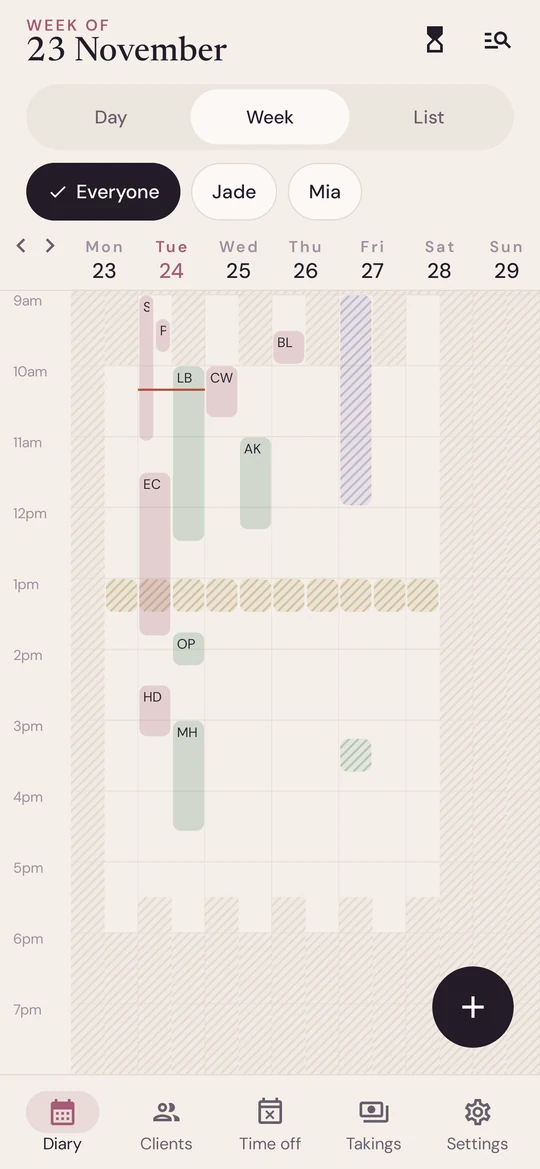 WEEK OF
23 November
Day Week List
Everyone Jade Mia
Mon Tue Wed Thu Fri Sat Sun
23 24 25 26 27 28 29
9am
S
F
BL
10am
LB CW
11am
AK
EC
12pm
1pm
OP
2pm
HD
3pm
MH
4pm
5pm
6pm
7pm
Diary Clients Time off Takings Settings